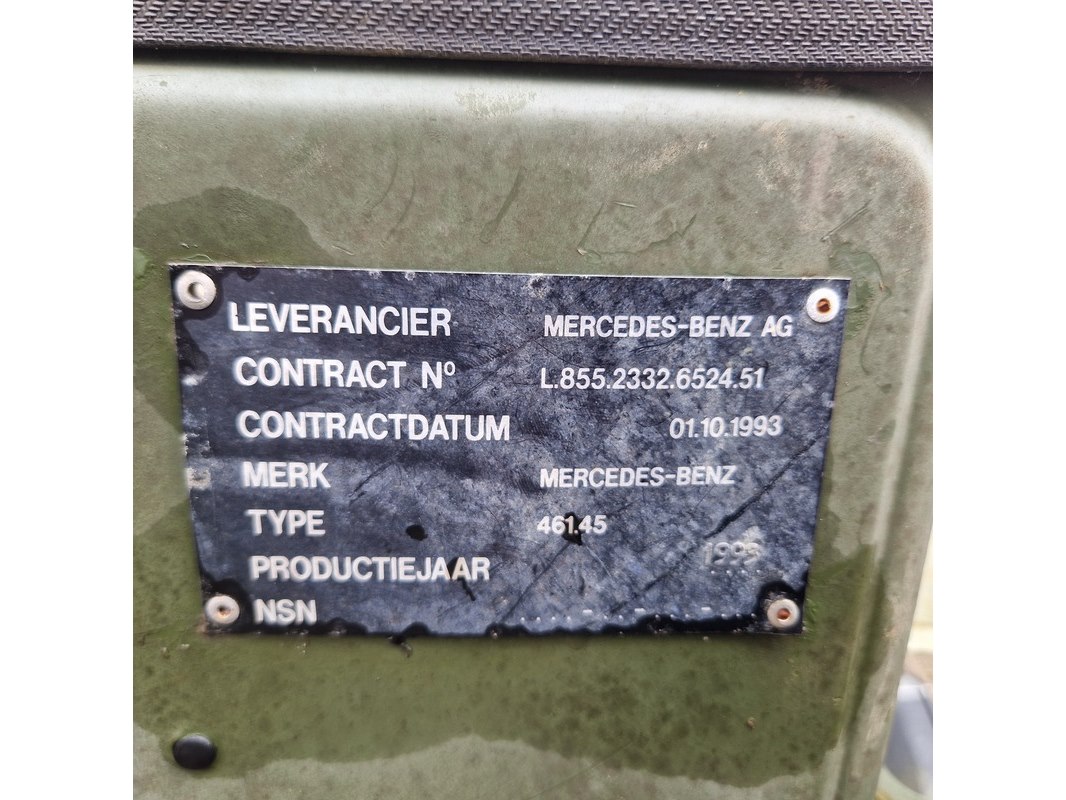 LEVERANCIER MERCEDES-BENZ AG
CONTRACT Nº L.855.2332.6524.51
CONTRACTDATUM 01.10.1993
MERK MERCEDES-BENZ
TYPE 461.45
PRODUCTIEJAAR
NSN